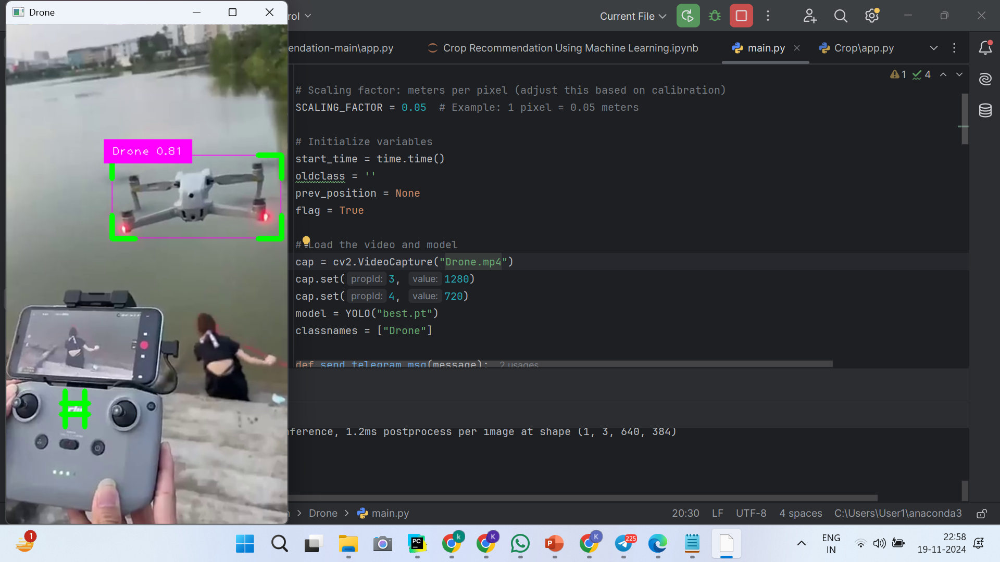 Drone
rol
Current File
endation-main\app.py
Crop Recommendation Using Machine Learning.ipynb
main.py
Crop\app.py
1
4
# Scaling factor: meters per pixel (adjust this based on calibration)
SCALING_FACTOR = 0.05  # Example: 1 pixel = 0.05 meters
# Initialize variables
start_time = time.time()
oldclass = ''
prev_position = None
flag = True
# Load the video and model
cap = cv2.VideoCapture("Drone.mp4")
cap.set( propId: 3, value: 1280)
cap.set( propId: 4, value: 720)
model = YOLO("best.pt")
classnames = ["Drone"]
def send_telegram_msg(message): 2 usages
Drone 0.81
nference, 1.2ms postprocess per image at shape (1, 3, 640, 384)
Drone
main.py
20:30
LF
UTF-8
4 spaces
C:\Users\User1\anaconda3
1
PC
k
K
P
K
225
ENG
IN
22:58
19-11-2024